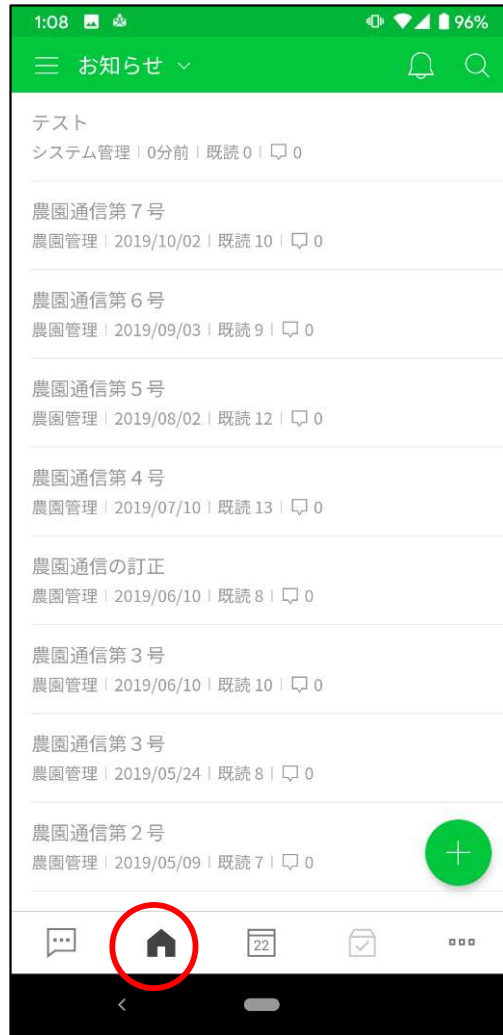 1:08 96%
お知らせ
テスト
システム管理 | 0分前 | 既読 0 | 0
農園通信第７号
農園管理 | 2019/10/02 | 既読 10 | 0
農園通信第６号
農園管理 | 2019/09/03 | 既読 9 | 0
農園通信第５号
農園管理 | 2019/08/02 | 既読 12 | 0
農園通信第４号
農園管理 | 2019/07/10 | 既読 13 | 0
農園通信の訂正
農園管理 | 2019/06/10 | 既読 8 | 0
農園通信第３号
農園管理 | 2019/06/10 | 既読 10 | 0
農園通信第３号
農園管理 | 2019/05/24 | 既読 8 | 0
農園通信第２号
農園管理 | 2019/05/09 | 既読 7 | 0
22